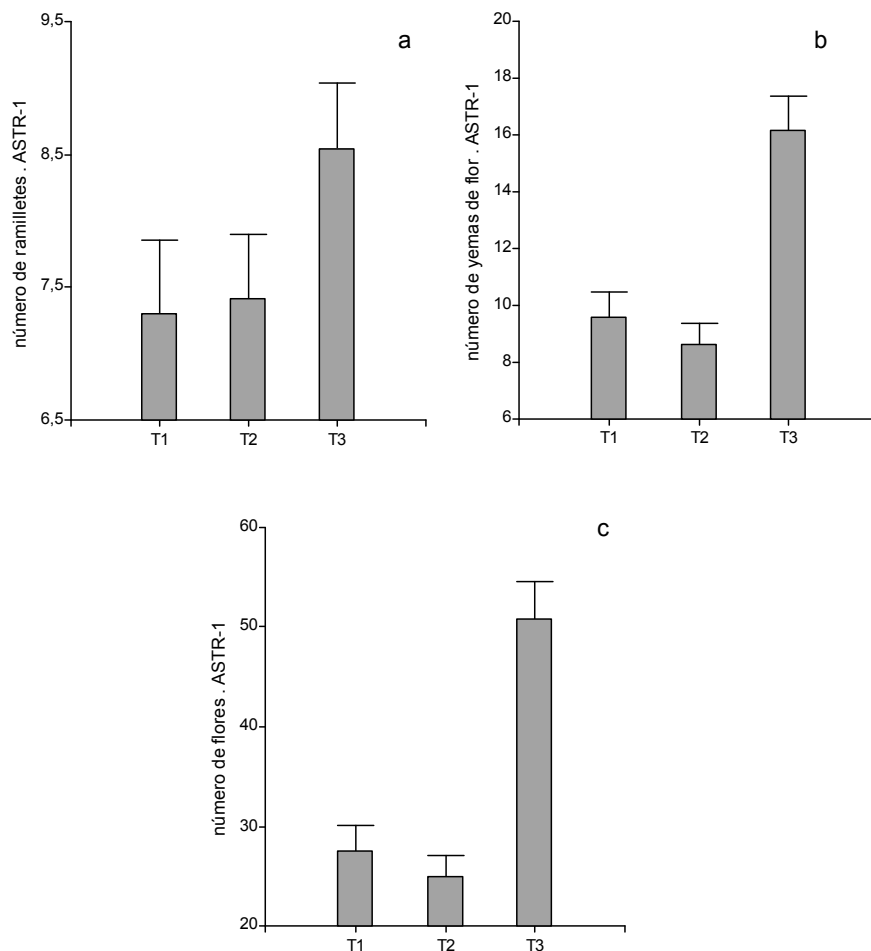 a
número de ramilletes . ASTR-1
9,5
8,5
7,5
6,5
T1 T2 T3
b
número de yemas de flor . ASTR-1
20
18
16
14
12
10
8
6
T1 T2 T3
c
número de flores . ASTR-1
60
50
40
30
20
T1 T2 T3